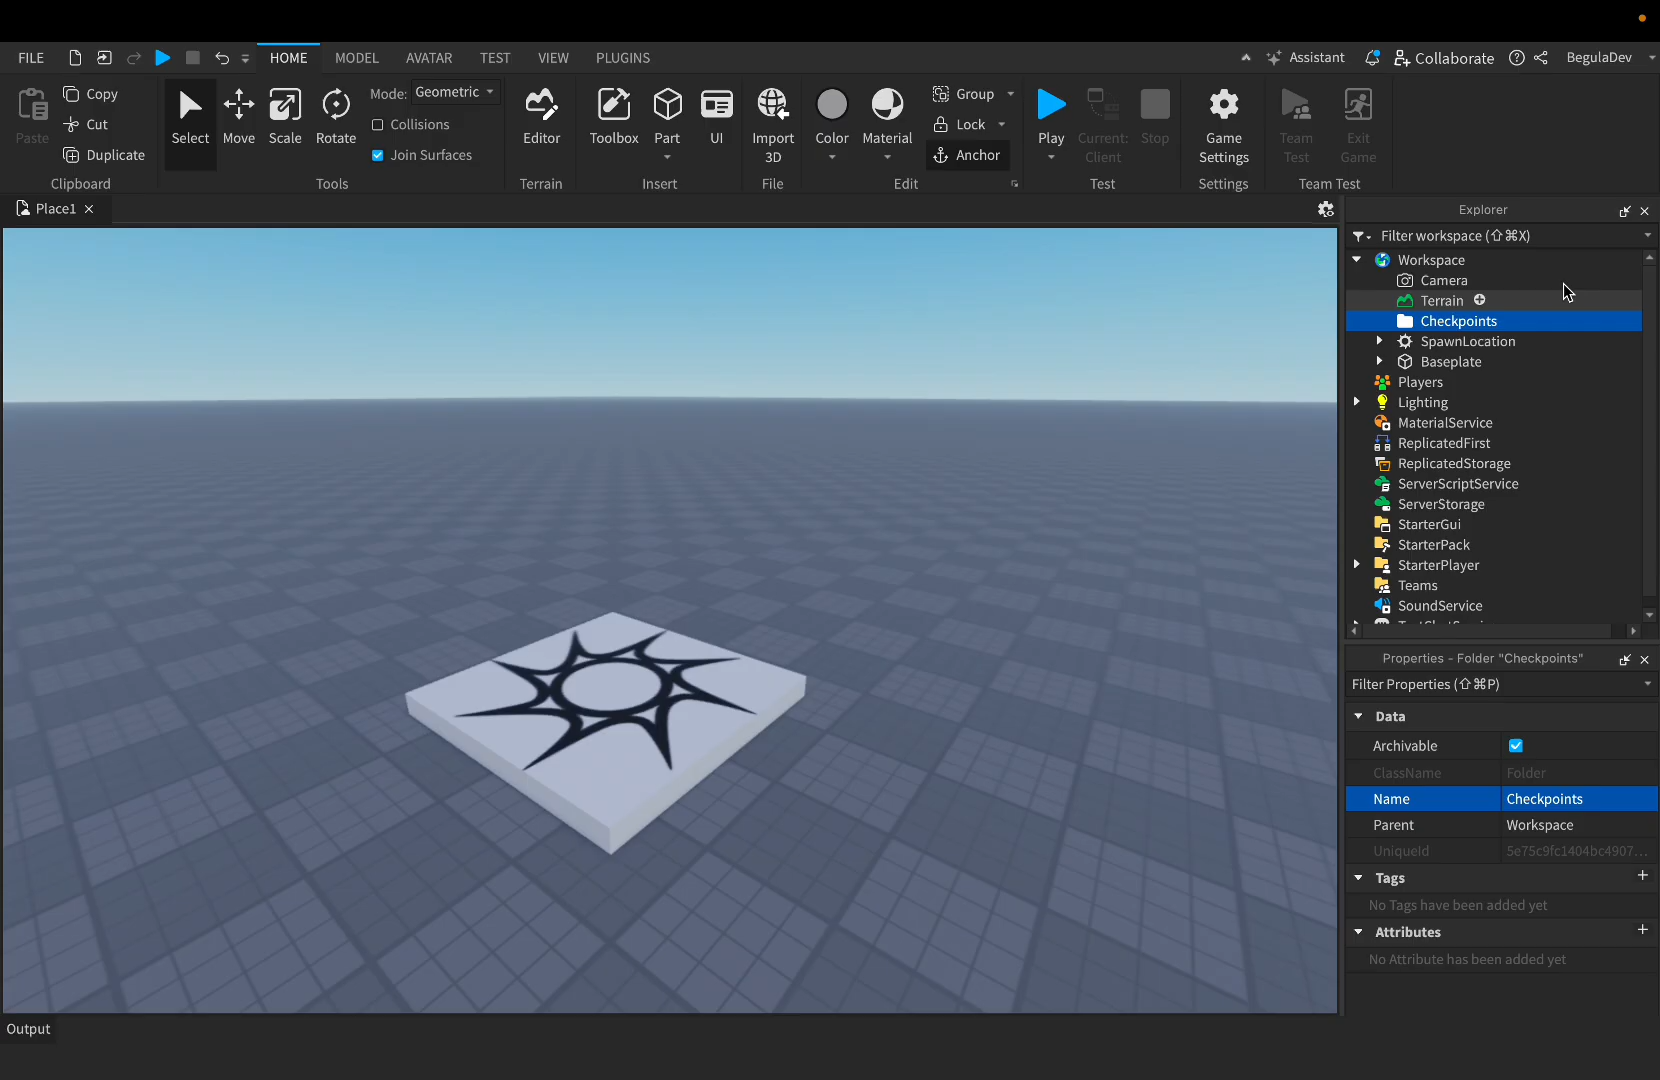 FILE
HOME
MODEL
AVATAR
TEST
VIEW
PLUGINS
Assistant
Collaborate
BegulaDev
Paste
Copy
Cut
Duplicate
Clipboard
Select
Move
Scale
Rotate
Mode: Geometric
Collisions
Join Surfaces
Tools
Editor
Terrain
Toolbox
Part
UI
Insert
Import
3D
File
Color
Material
Group
Lock
Anchor
Edit
Play
Current:
Client
Stop
Test
Game
Settings
Settings
Team
Test
Exit
Game
Team Test
Place1
Explorer
Filter workspace (⇧⌘X)
Workspace
Camera
Terrain
Checkpoints
SpawnLocation
Baseplate
Players
Lighting
MaterialService
ReplicatedFirst
ReplicatedStorage
ServerScriptService
ServerStorage
StarterGui
StarterPack
StarterPlayer
Teams
SoundService
Properties - Folder "Checkpoints"
Filter Properties (⇧⌘P)
Data
Archivable
ClassName Folder
Name Checkpoints
Parent Workspace
UniqueId 5e75c9fc1404bc4907...
Tags
No Tags have been added yet
Attributes
No Attribute has been added yet
Output